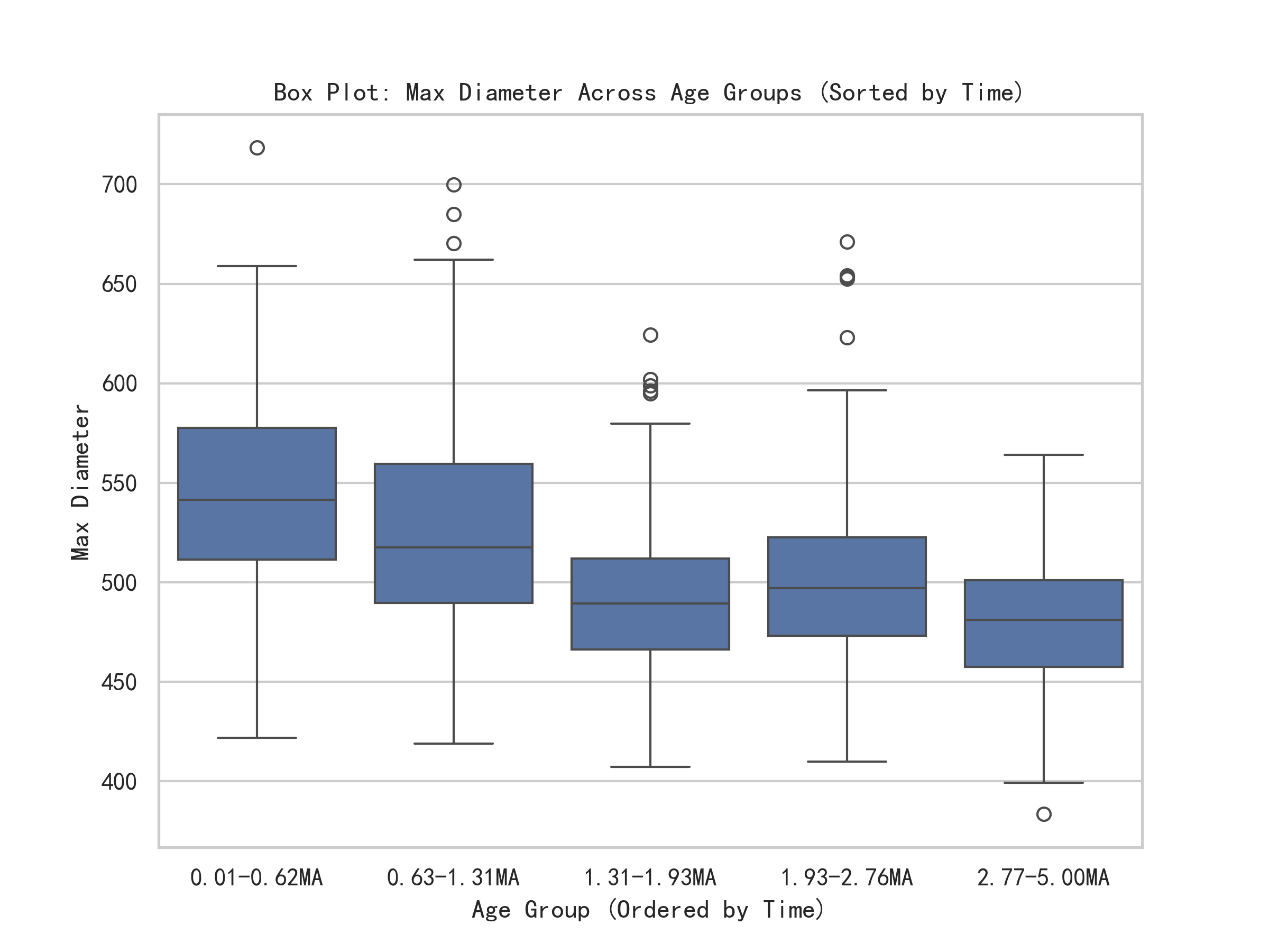 Box Plot: Max Diameter Across Age Groups (Sorted by Time)
700
650
600
550
500
450
400
Max Diameter
0.01-0.62MA 0.63-1.31MA 1.31-1.93MA 1.93-2.76MA 2.77-5.00MA
Age Group (Ordered by Time)